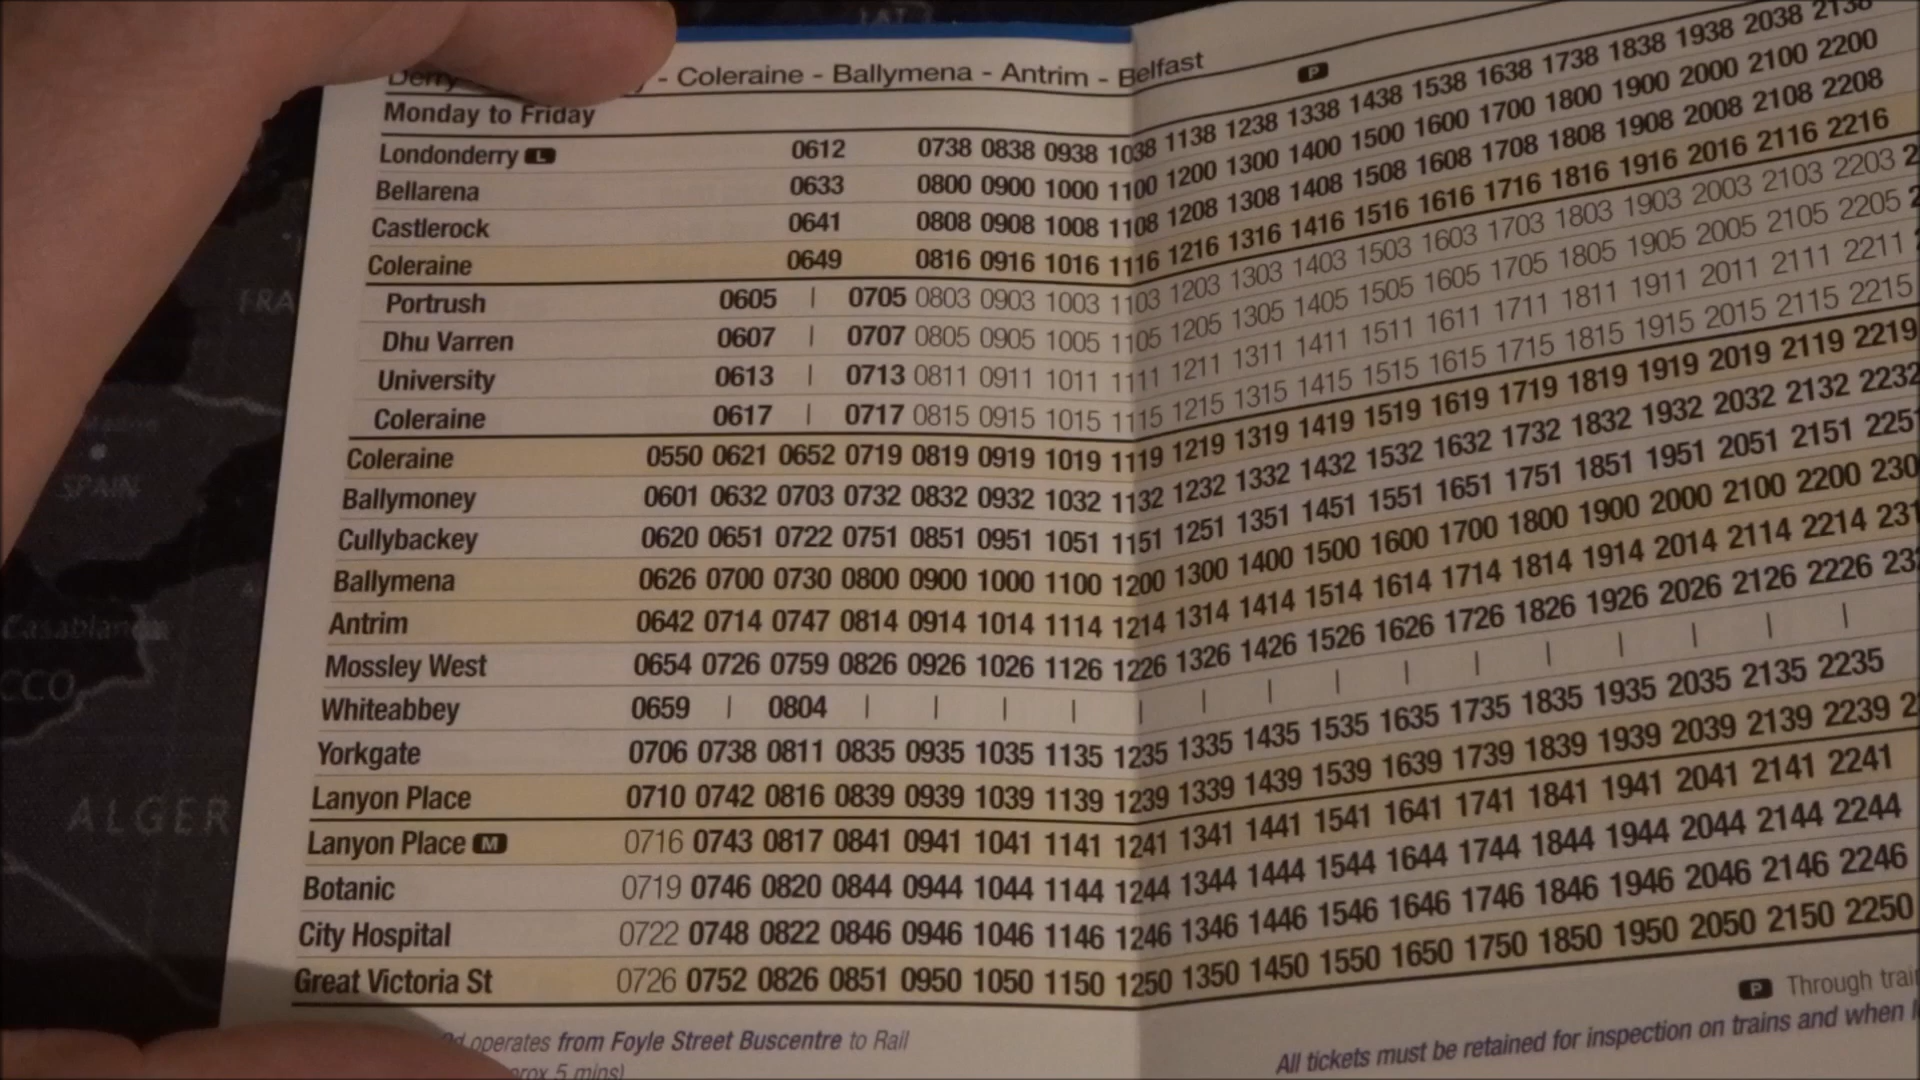 LAT
Derry - Coleraine - Ballymena - Antrim - Belfast
P
Monday to Friday
Londonderry L 0612 0738 0838 0938 1038 1138 1238 1338 1438 1538 1638 1738 1838 1938 2038 2138
Bellarena 0633 0800 0900 1000 1100 1200 1300 1400 1500 1600 1700 1800 1900 2000 2100 2200
Castlerock 0641 0808 0908 1008 1108 1208 1308 1408 1508 1608 1708 1808 1908 2008 2108 2208
Coleraine 0649 0816 0916 1016 1116 1216 1316 1416 1516 1616 1716 1816 1916 2016 2116 2216
Portrush 0605 | 0705 0803 0903 1003 1103 1203 1303 1403 1503 1603 1703 1803 1903 2003 2103 2203
Dhu Varren 0607 | 0707 0805 0905 1005 1105 1205 1305 1405 1505 1605 1705 1805 1905 2005 2105 2205
University 0613 | 0713 0811 0911 1011 1111 1211 1311 1411 1511 1611 1711 1811 1911 2011 2111 2211
Coleraine 0617 | 0717 0815 0915 1015 1115 1215 1315 1415 1515 1615 1715 1815 1915 2015 2115 2215
Coleraine 0550 0621 0652 0719 0819 0919 1019 1119 1219 1319 1419 1519 1619 1719 1819 1919 2019 2119 2219
Ballymoney 0601 0632 0703 0732 0832 0932 1032 1132 1232 1332 1432 1532 1632 1732 1832 1932 2032 2132 2232
Cullybackey 0620 0651 0722 0751 0851 0951 1051 1151 1251 1351 1451 1551 1651 1751 1851 1951 2051 2151 225
Ballymena 0626 0700 0730 0800 0900 1000 1100 1200 1300 1400 1500 1600 1700 1800 1900 2000 2100 2200 230
Antrim 0642 0714 0747 0814 0914 1014 1114 1214 1314 1414 1514 1614 1714 1814 1914 2014 2114 2214 231
Mossley West 0654 0726 0759 0826 0926 1026 1126 1226 1326 1426 1526 1626 1726 1826 1926 2026 2126 2226 23
Whiteabbey 0659 | 0804 | | | | | | | | | | | | | | |
Yorkgate 0706 0738 0811 0835 0935 1035 1135 1235 1335 1435 1535 1635 1735 1835 1935 2035 2135 2235
Lanyon Place 0710 0742 0816 0839 0939 1039 1139 1239 1339 1439 1539 1639 1739 1839 1939 2039 2139 2239 2
Lanyon Place M 0716 0743 0817 0841 0941 1041 1141 1241 1341 1441 1541 1641 1741 1841 1941 2041 2141 2241
Botanic 0719 0746 0820 0844 0944 1044 1144 1244 1344 1444 1544 1644 1744 1844 1944 2044 2144 2244
City Hospital 0722 0748 0822 0846 0946 1046 1146 1246 1346 1446 1546 1646 1746 1846 1946 2046 2146 2246
Great Victoria St 0726 0752 0826 0851 0950 1050 1150 1250 1350 1450 1550 1650 1750 1850 1950 2050 2150 2250
operates from Foyle Street Buscentre to Rail
5 mins)
P Through
All tickets must be retained for inspection on trains and when
FRA
SPAIN
Casablan
CCO
ALGER